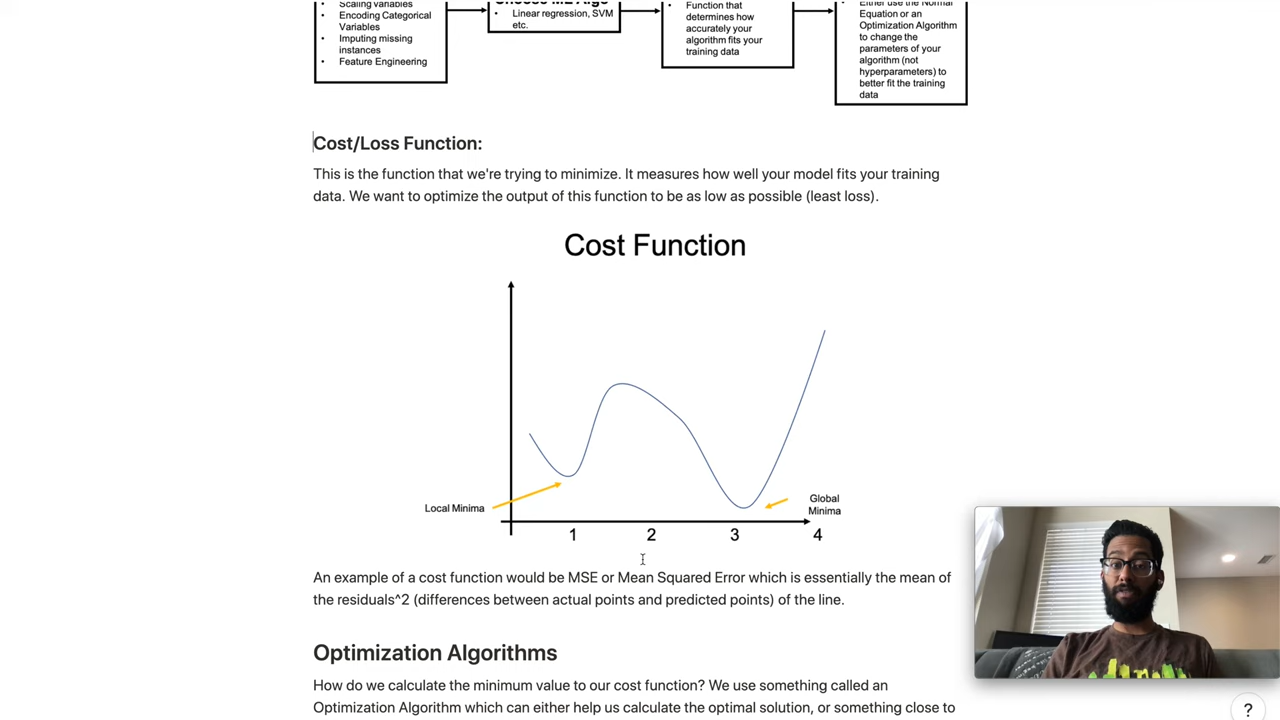 Scaling variables
• Encoding Categorical
Variables
• Imputing missing
instances
• Feature Engineering
• Linear regression, SVM
etc.
• Function that
determines how
accurately your
algorithm fits your
training data
• Either use the Normal
Equation or an
Optimization Algorithm
to change the
parameters of your
algorithm (not
hyperparameters) to
better fit the training
data
Cost/Loss Function:
This is the function that we're trying to minimize. It measures how well your model fits your training
data. We want to optimize the output of this function to be as low as possible (least loss).
Cost Function
Local Minima
Global
Minima
1 2 3 4
An example of a cost function would be MSE or Mean Squared Error which is essentially the mean of
the residuals^2 (differences between actual points and predicted points) of the line.
Optimization Algorithms
How do we calculate the minimum value to our cost function? We use something called an
Optimization Algorithm which can either help us calculate the optimal solution, or something close to
?